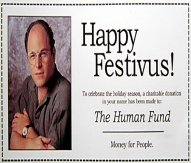 Happy
Festivus!
To celebrate the holiday season, a charitable donation
in your name has been made to:
The Human Fund
Money for People.